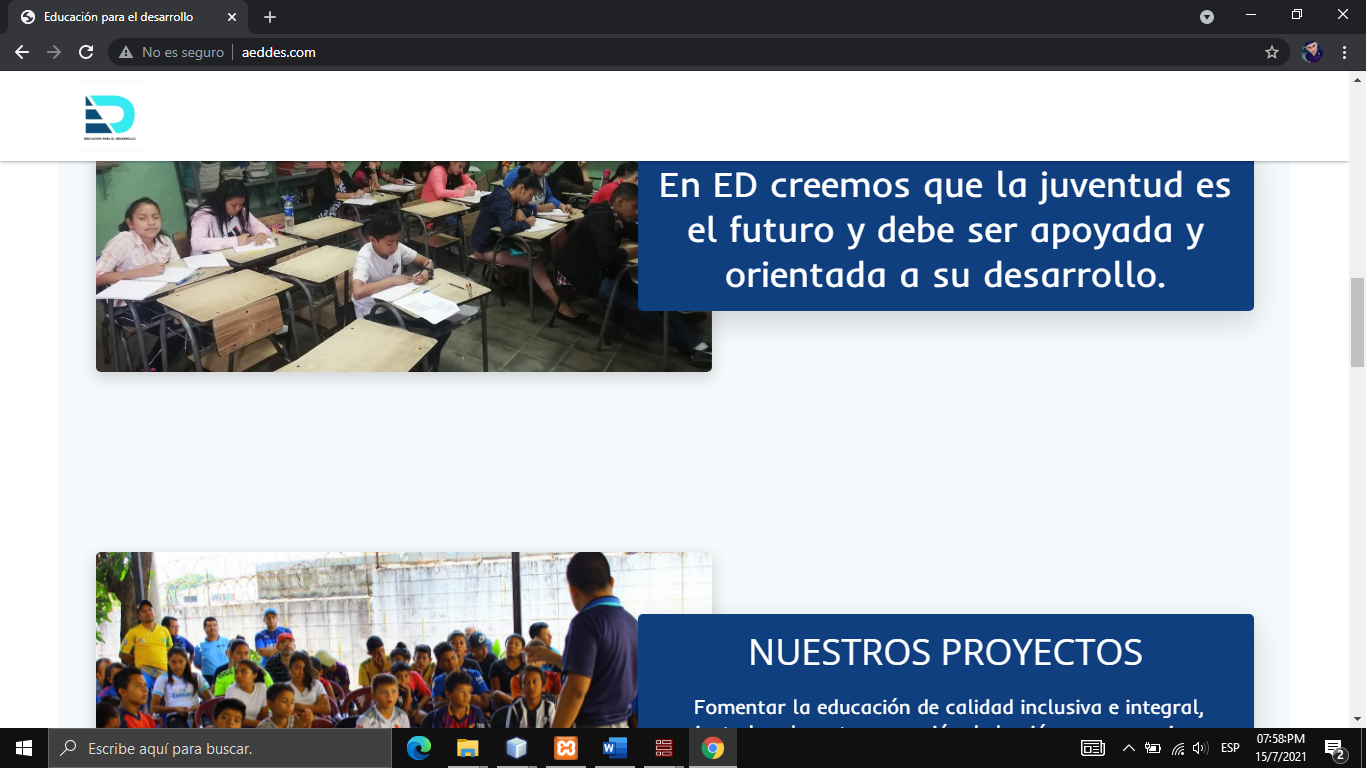 Educación para el desarrollo
No es seguro
aeddes.com
EDUCACIÓN PARA EL DESARROLLO
En ED creemos que la juventud es
el futuro y debe ser apoyada y
orientada a su desarrollo.
NUESTROS PROYECTOS
Fomentar la educación de calidad inclusiva e integral,
Escribe aquí para buscar.
ESP
07:58:PM
15/7/2021
2